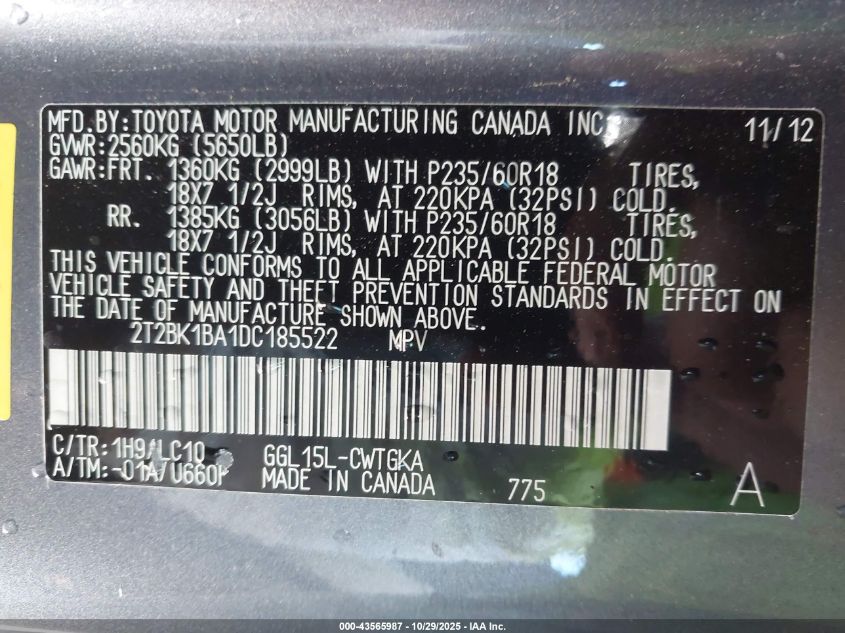 MFD.BY:TOYOTA MOTOR MANUFACTURING CANADA INC. 11/12
GVWR:2560KG (5650LB)
GAWR:FRT. 1360KG (2999LB) WITH P235/60R18 TIRES,
18X7 1/2J RIMS, AT 220KPA (32PSI) COLD.
RR. 1385KG (3056LB) WITH P235/60R18 TIRES,
18X7 1/2J RIMS, AT 220KPA (32PSI) COLD.
THIS VEHICLE CONFORMS TO ALL APPLICABLE FEDERAL MOTOR
VEHICLE SAFETY AND THEFT PREVENTION STANDARDS IN EFFECT ON
THE DATE OF MANUFACTURE SHOWN ABOVE.
2T2BK1BA1DC185522 MPV
C/TR:1H9/LC10 GGL15L-CWTGKA
A/TM:-01A/ MADE IN CANADA 775 A
000-43565987 - 10/29/2025 - IAA Inc.